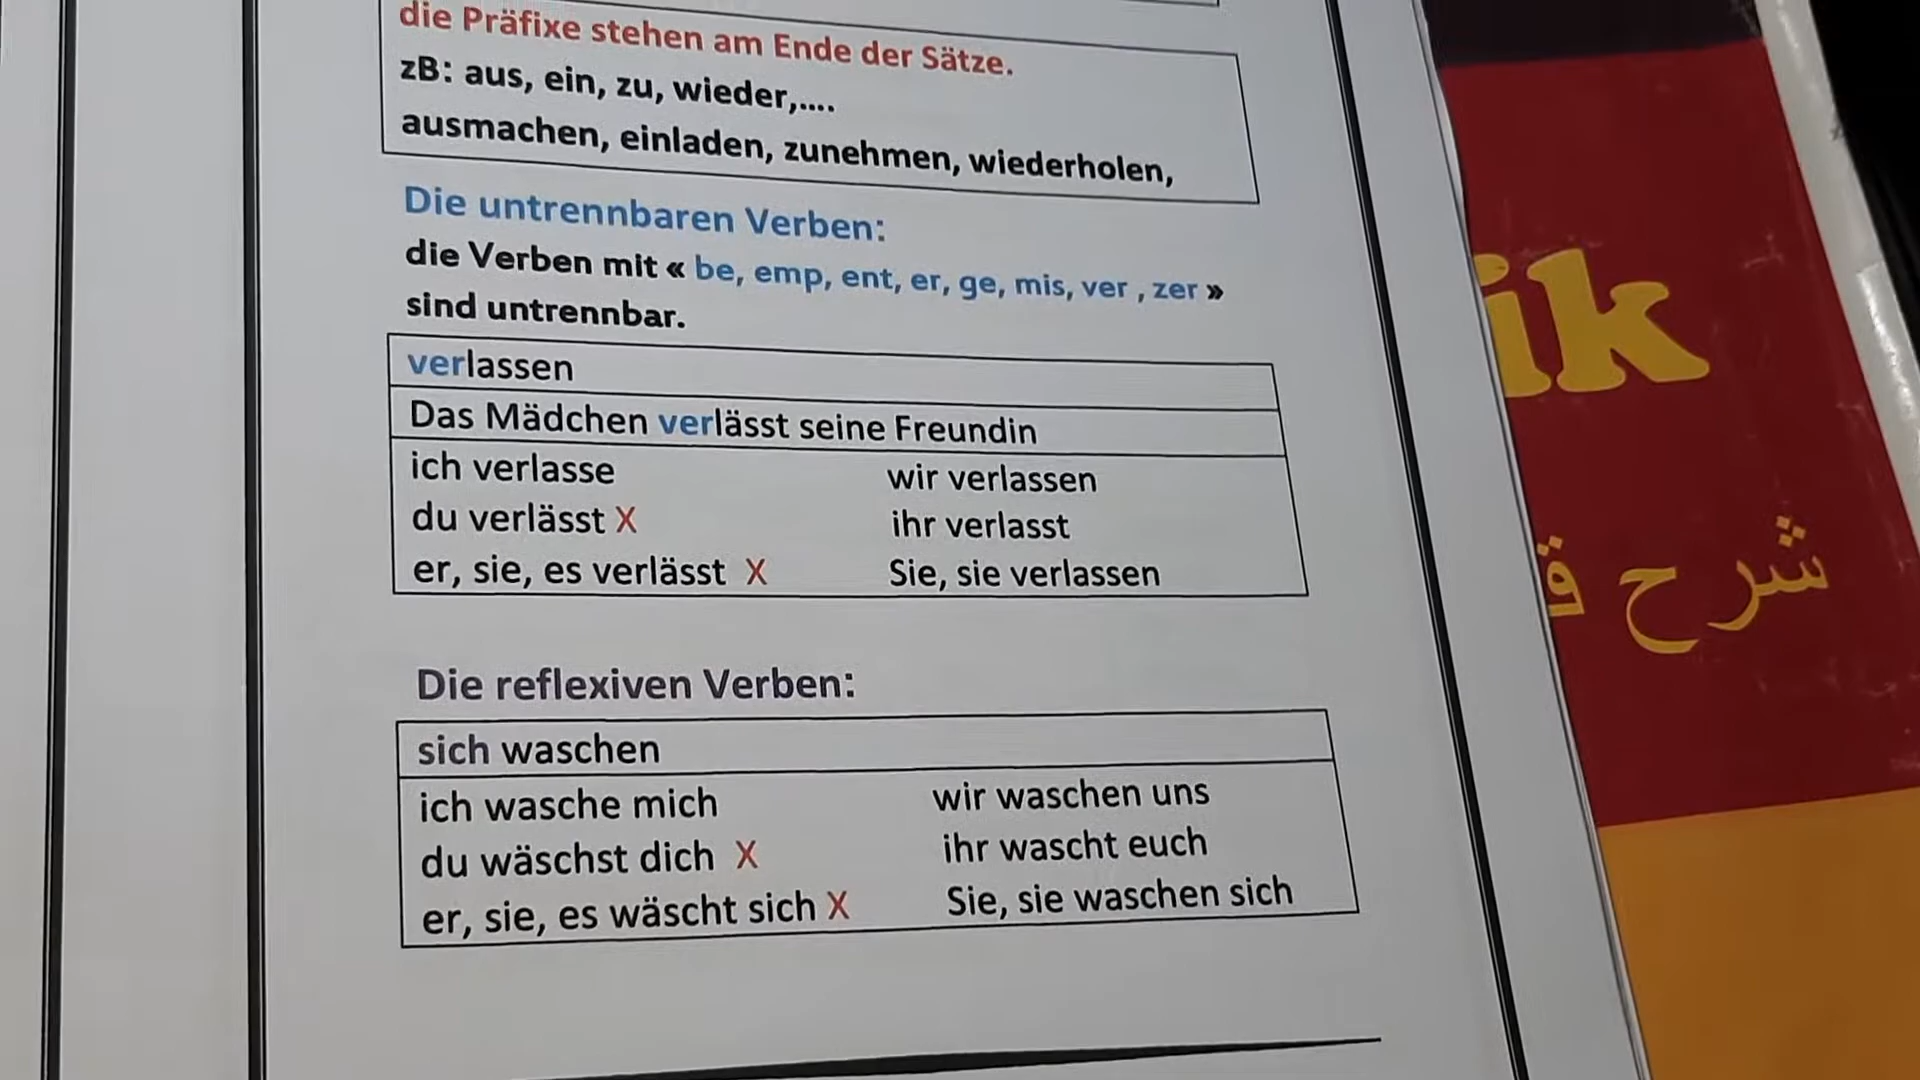 die Präfixe stehen am Ende der Sätze.
zB: aus, ein, zu, wieder,....
ausmachen, einladen, zunehmen, wiederholen,
Die untrennbaren Verben:
die Verben mit « be, emp, ent, er, ge, mis, ver , zer »
sind untrennbar.
verlassen
Das Mädchen verlässt seine Freundin
ich verlasse wir verlassen
du verlässt X ihr verlasst
er, sie, es verlässt X Sie, sie verlassen
Die reflexiven Verben:
sich waschen
ich wasche mich wir waschen uns
du wäschst dich X ihr wascht euch
er, sie, es wäscht sich X Sie, sie waschen sich
ik
شرح